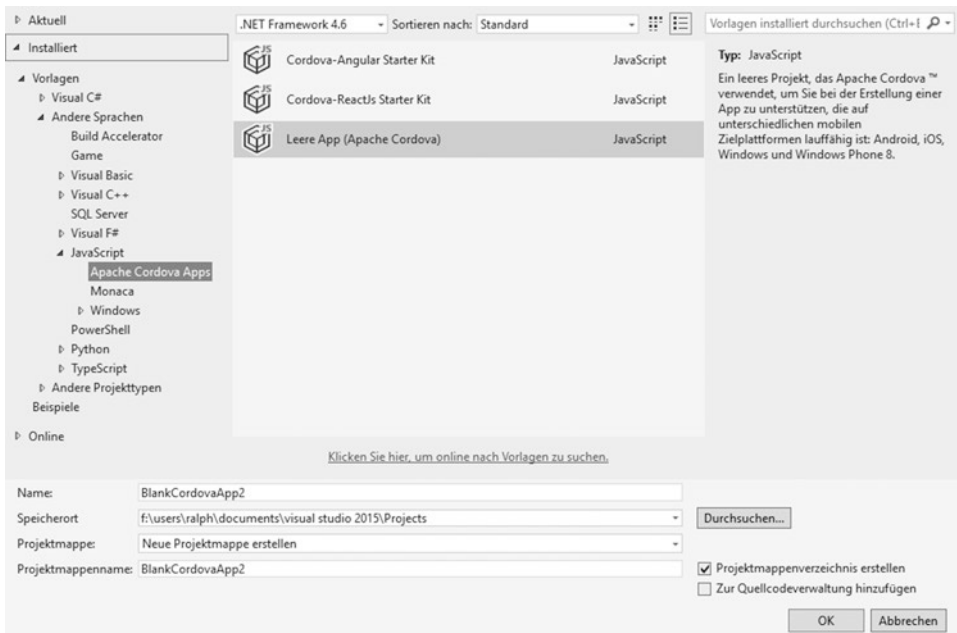 Aktuell
Installiert
Vorlagen
Visual C#
Andere Sprachen
Build Accelerator
Game
Visual Basic
Visual C++
SQL Server
Visual F#
JavaScript
Apache Cordova Apps
Monaca
Windows
PowerShell
Python
TypeScript
Andere Projekttypen
Beispiele
Online
.NET Framework 4.6 Sortieren nach: Standard
JS Cordova-Angular Starter Kit JavaScript
JS Cordova-ReactJs Starter Kit JavaScript
JS Leere App (Apache Cordova) JavaScript
Klicken Sie hier, um online nach Vorlagen zu suchen.
Vorlagen installiert durchsuchen (Ctrl+E
Typ: JavaScript
Ein leeres Projekt, das Apache Cordova ™
verwendet, um Sie bei der Erstellung einer
App zu unterstützen, die auf
unterschiedlichen mobilen
Zielplattformen lauffähig ist: Android, iOS,
Windows und Windows Phone 8.
Name: BlankCordovaApp2
Speicherort f:\users\ralph\documents\visual studio 2015\Projects Durchsuchen...
Projektmappe: Neue Projektmappe erstellen
Projektmappenname: BlankCordovaApp2
Projektmappenverzeichnis erstellen
Zur Quellcodeverwaltung hinzufügen
OK Abbrechen